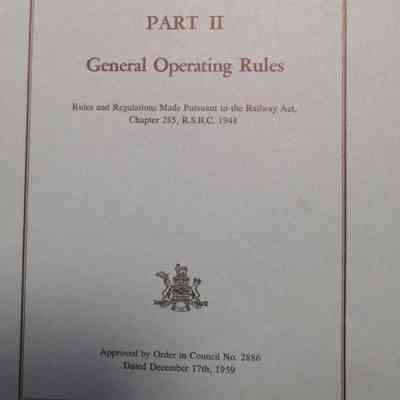 PART II
General Operating Rules
Rules and Regulations Made Pursuant to the Railway Act,
Chapter 285, R.S.B.C. 1948
Approved by Order in Council No. 2886
Dated December 17th, 1959